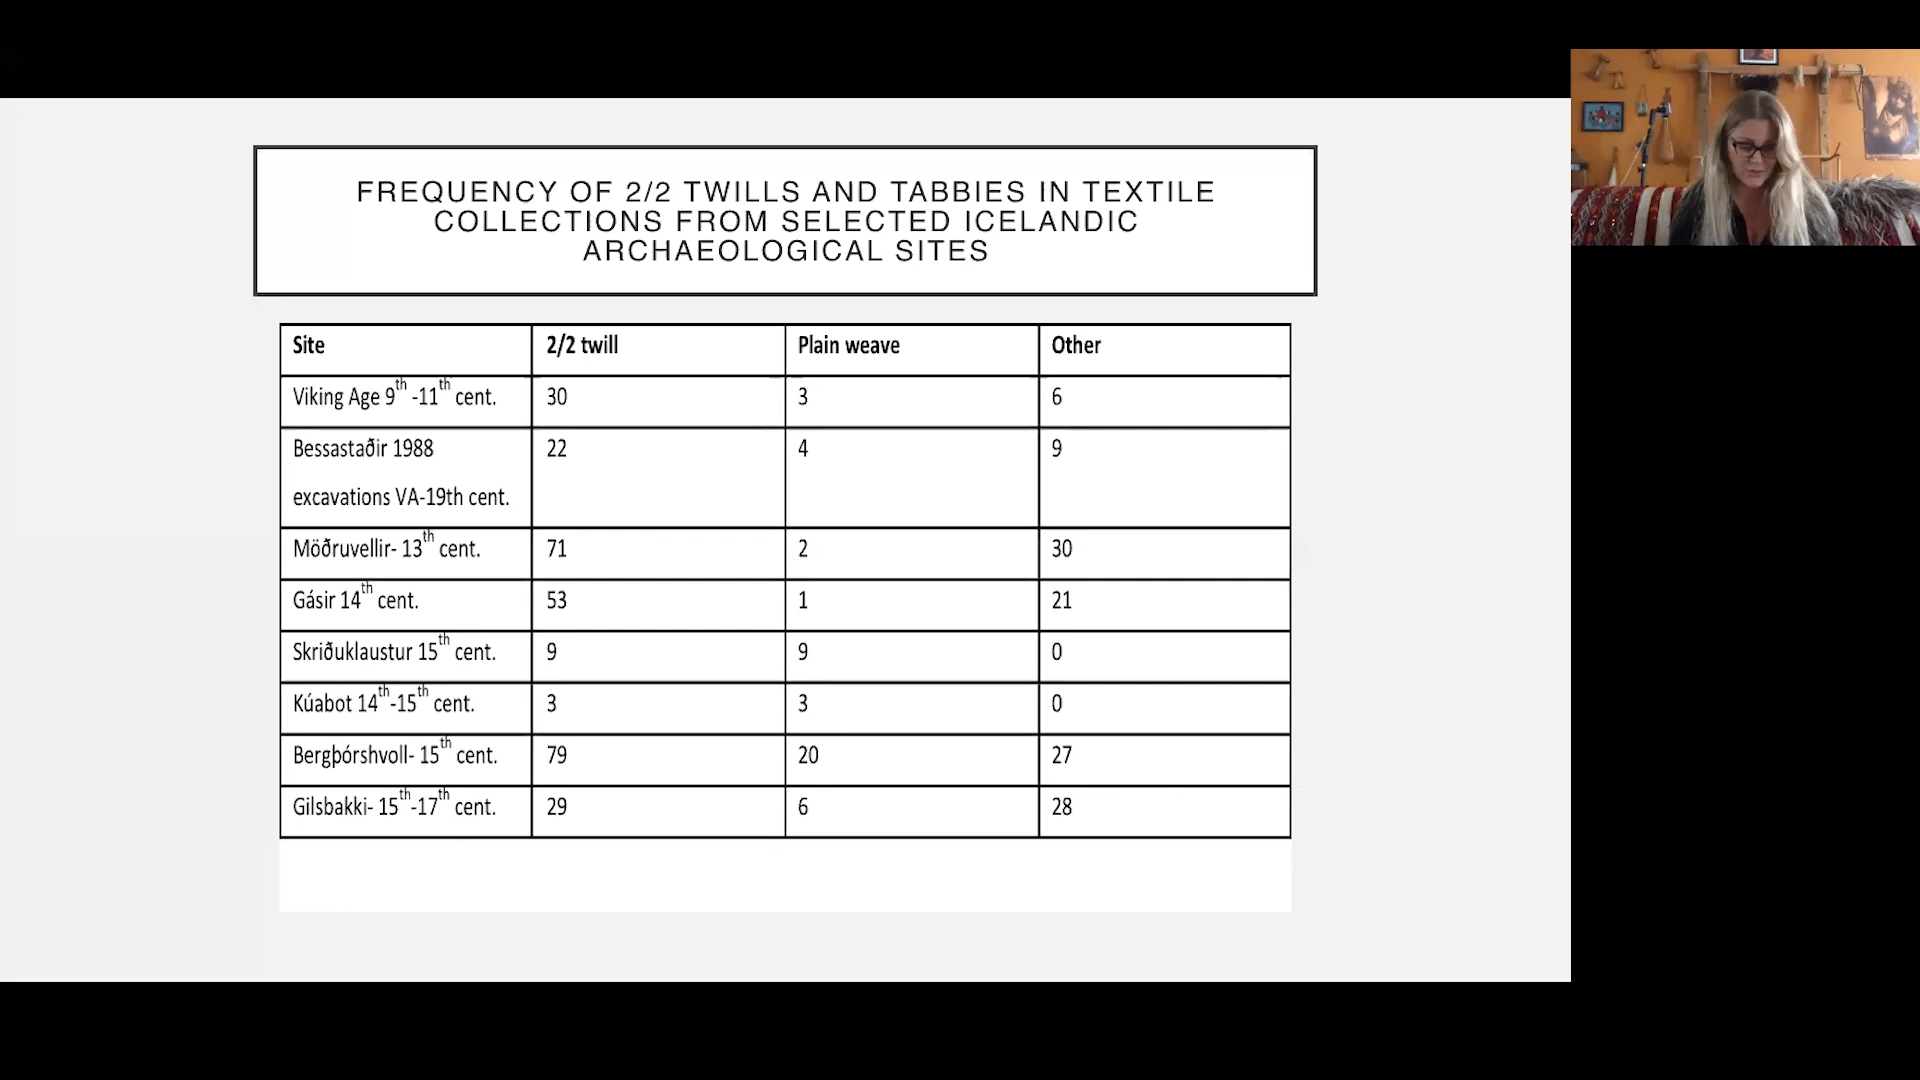 FREQUENCY OF 2/2 TWILLS AND TABBIES IN TEXTILE
COLLECTIONS FROM SELECTED ICELANDIC
ARCHAEOLOGICAL SITES
Site 2/2 twill Plain weave Other
Viking Age 9th -11th cent. 30 3 6
Bessastaðir 1988 22 4 9
excavations VA-19th cent.
Möðruvellir- 13th cent. 71 2 30
Gásir 14th cent. 53 1 21
Skriðuklaustur 15th cent. 9 9 0
Kúabot 14th-15th cent. 3 3 0
Bergþórshvoll- 15th cent. 79 20 27
Gilsbakki- 15th-17th cent. 29 6 28